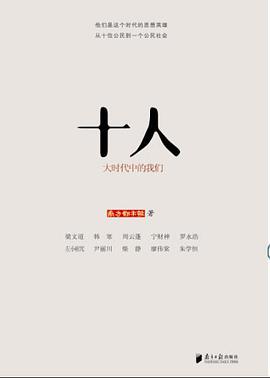 他们是这个时代的思想英雄
从十位公民到一个公民社会
十人
大时代中的我们
南方都市报 著
梁文道 韩寒 周云蓬 宁财神 罗永浩
左小祖咒 尹丽川 柴静 廖伟棠 朱学恒
南方日报出版社